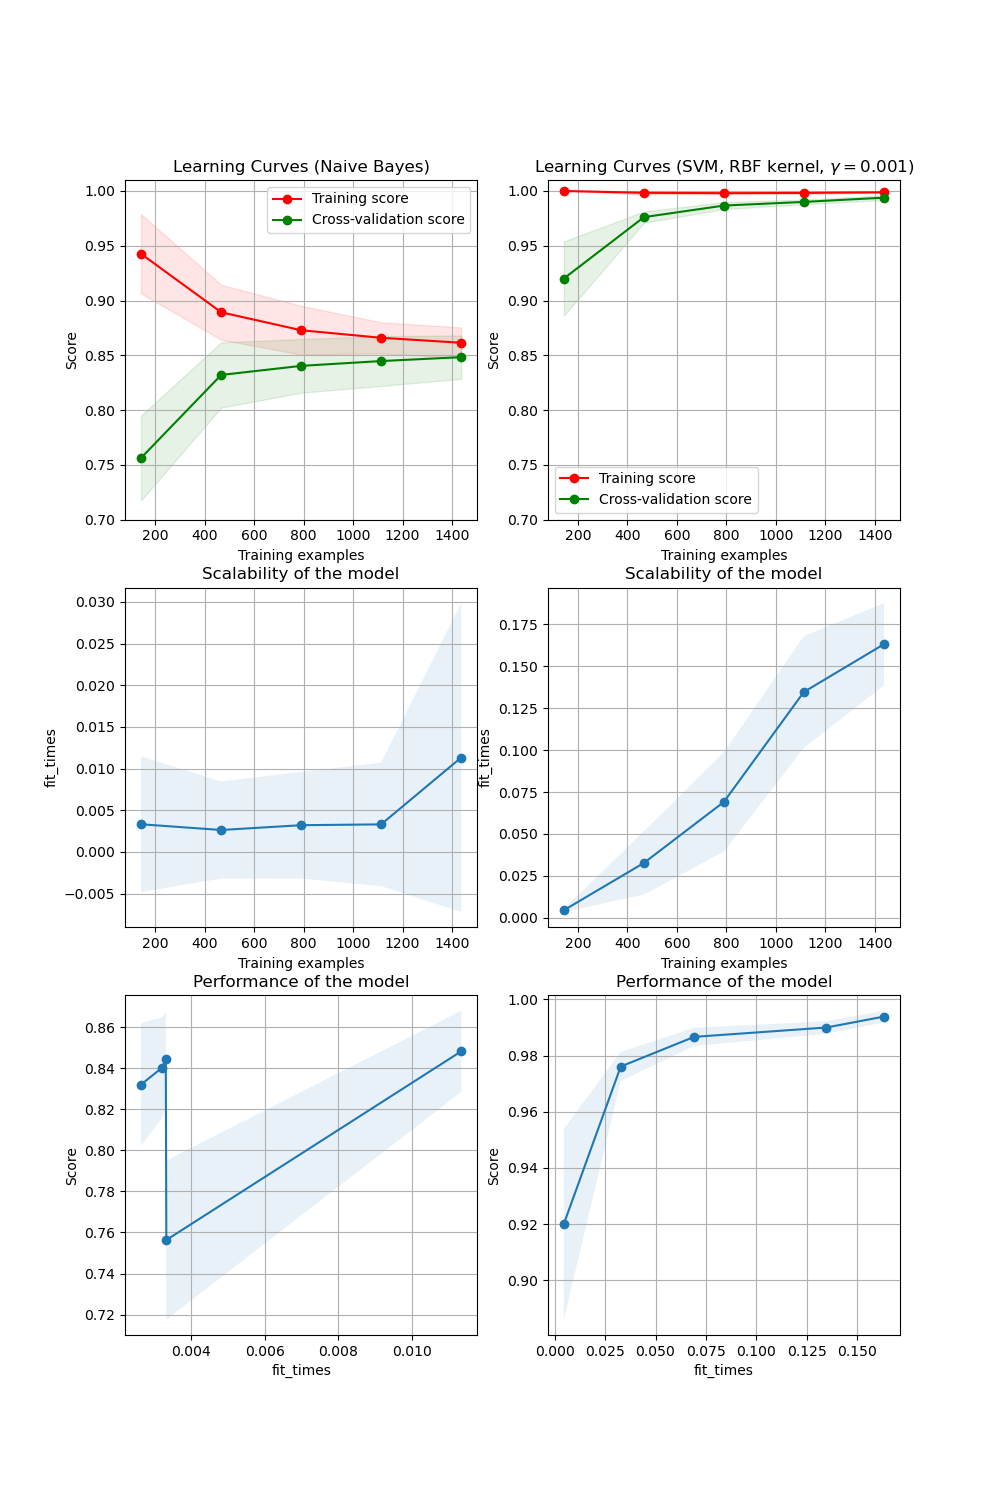 Learning Curves (Naive Bayes)
Score
1.00
0.95
0.90
0.85
0.80
0.75
0.70
Training score
Cross-validation score
200 400 600 800 1000 1200 1400
Training examples
Learning Curves (SVM, RBF kernel, γ = 0.001)
Score
1.00
0.95
0.90
0.85
0.80
0.75
0.70
Training score
Cross-validation score
200 400 600 800 1000 1200 1400
Training examples
Scalability of the model
fit_times
0.030
0.025
0.020
0.015
0.010
0.005
0.000
−0.005
200 400 600 800 1000 1200 1400
Training examples
Scalability of the model
fit_times
0.175
0.150
0.125
0.100
0.075
0.050
0.025
0.000
200 400 600 800 1000 1200 1400
Training examples
Performance of the model
Score
0.86
0.84
0.82
0.80
0.78
0.76
0.74
0.72
0.004 0.006 0.008 0.010
fit_times
Performance of the model
Score
1.00
0.98
0.96
0.94
0.92
0.90
0.000 0.025 0.050 0.075 0.100 0.125 0.150
fit_times